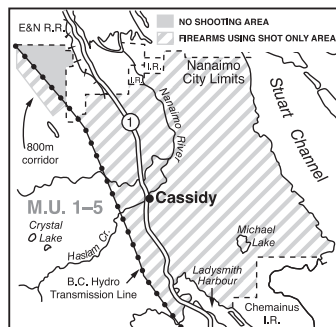 E&N R.R.
NO SHOOTING AREA
FIREARMS USING SHOT ONLY AREA
I.R.
I.R.
Nanaimo
City Limits
Nanaimo
River
Stuart Channel
800m
corridor
1
Cassidy
M.U. 1–5
Crystal
Lake
Haslam Cr.
Michael
Lake
B.C. Hydro
Transmission Line
Ladysmith
Harbour
Chemainus
I.R.